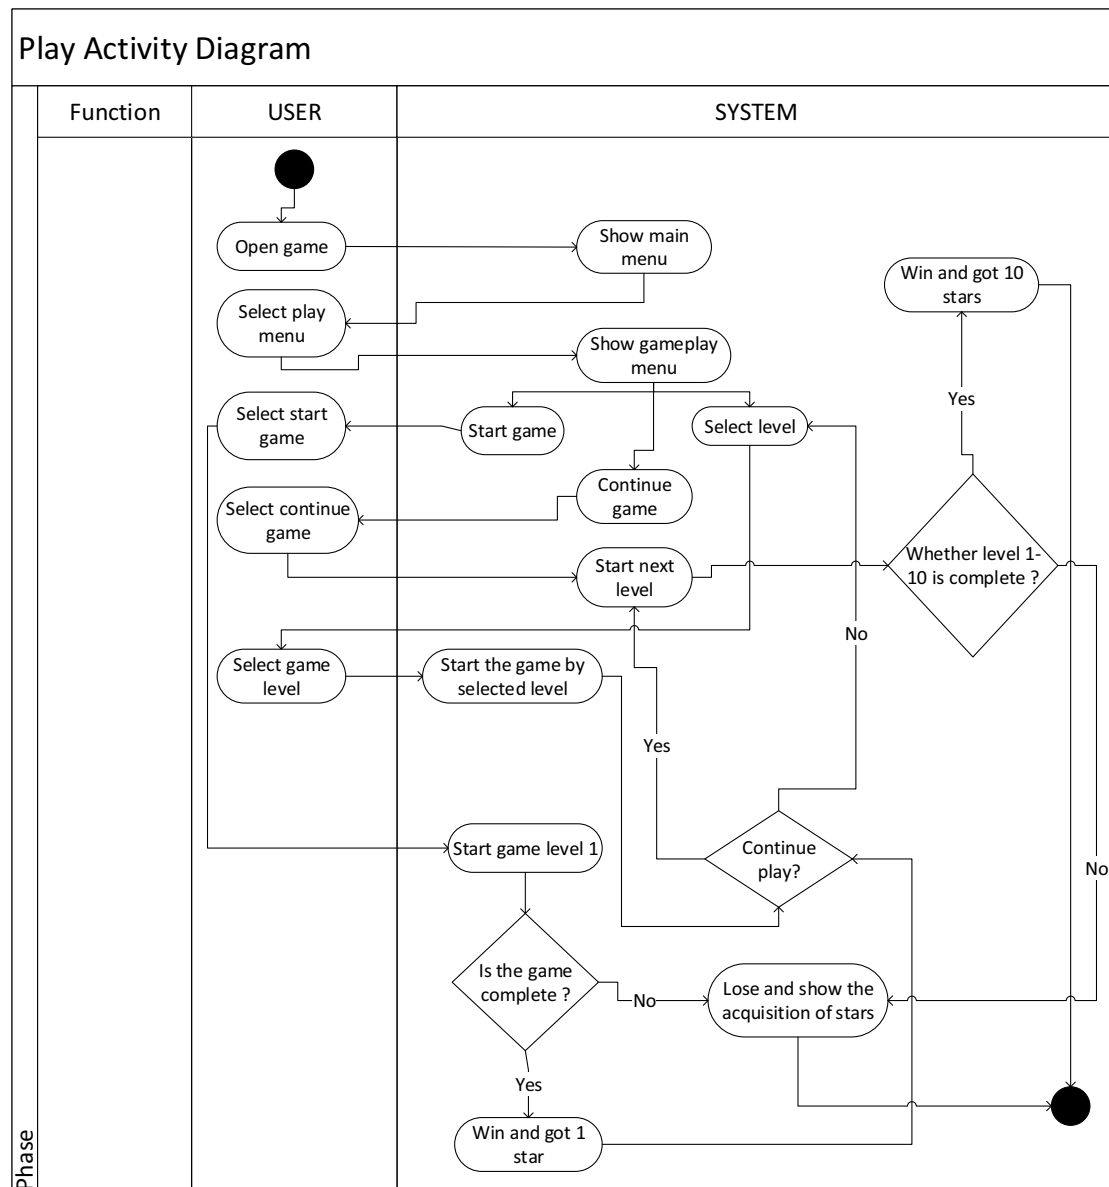 Play Activity Diagram
Function
USER
SYSTEM
Open game
Show main
menu
Win and got 10
stars
Select play
menu
Show gameplay
menu
Yes
Select start
game
Start game
Select level
Select continue
game
Continue
game
Start next
level
Whether level 1-
10 is complete ?
No
Select game
level
Start the game by
selected level
Yes
Start game level 1
Continue
play?
No
Is the game
complete ?
No
Lose and show the
acquisition of stars
Yes
Win and got 1
star
Phase